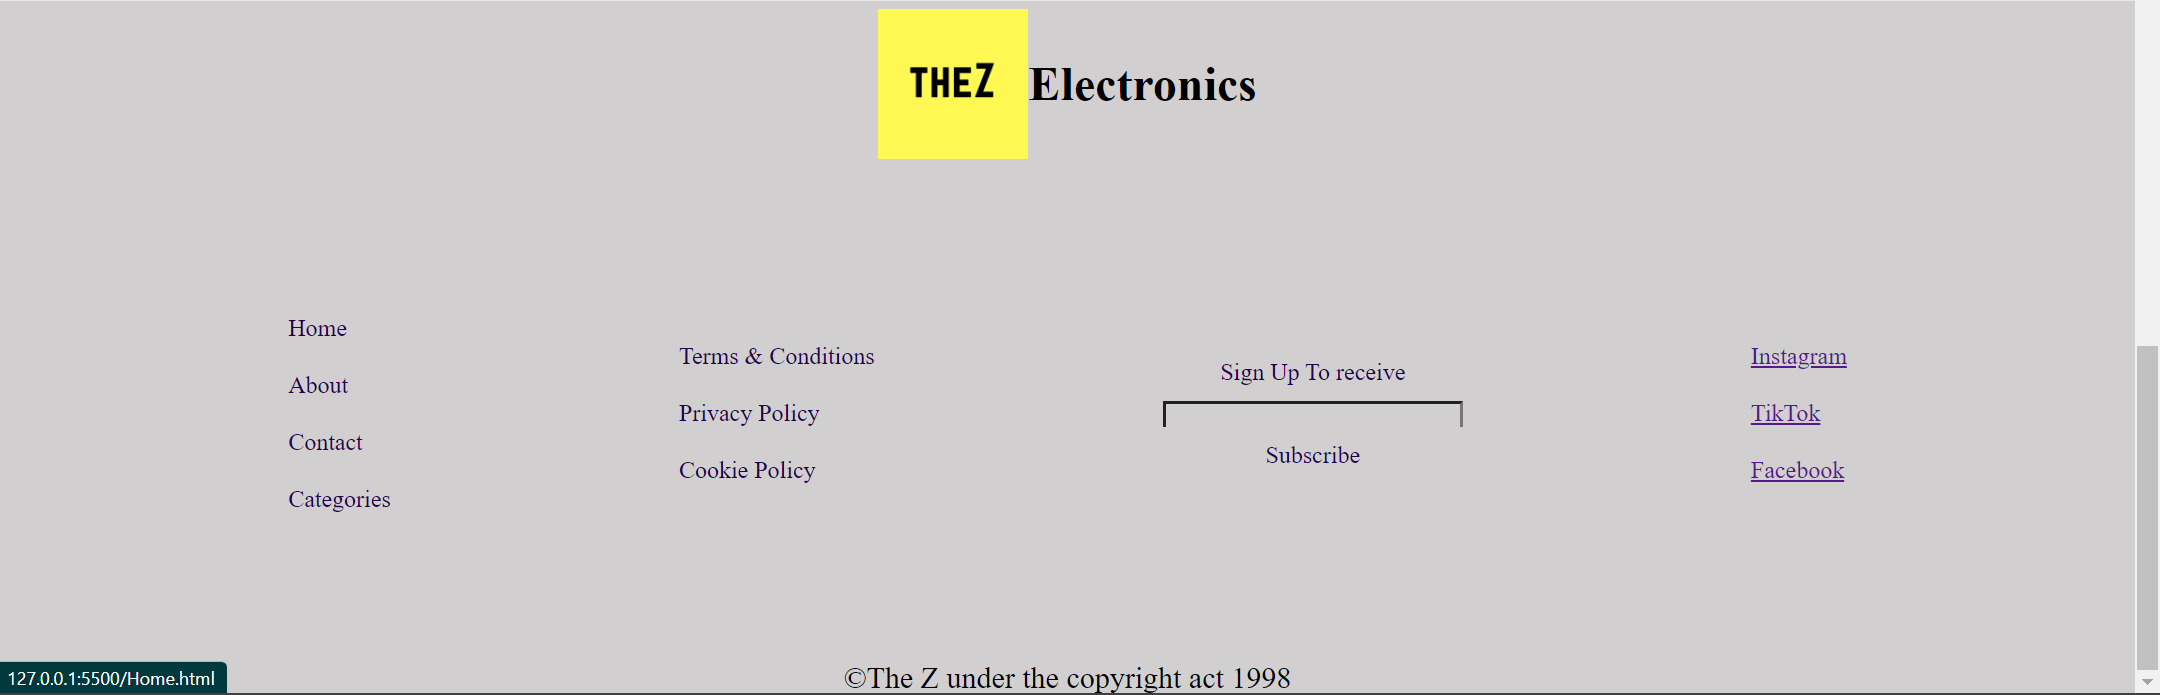 THE Z Electronics
Home
About
Contact
Categories
Terms & Conditions
Privacy Policy
Cookie Policy
Sign Up To receive
Subscribe
Instagram
TikTok
Facebook
©The Z under the copyright act 1998
127.0.0.1:5500/Home.html